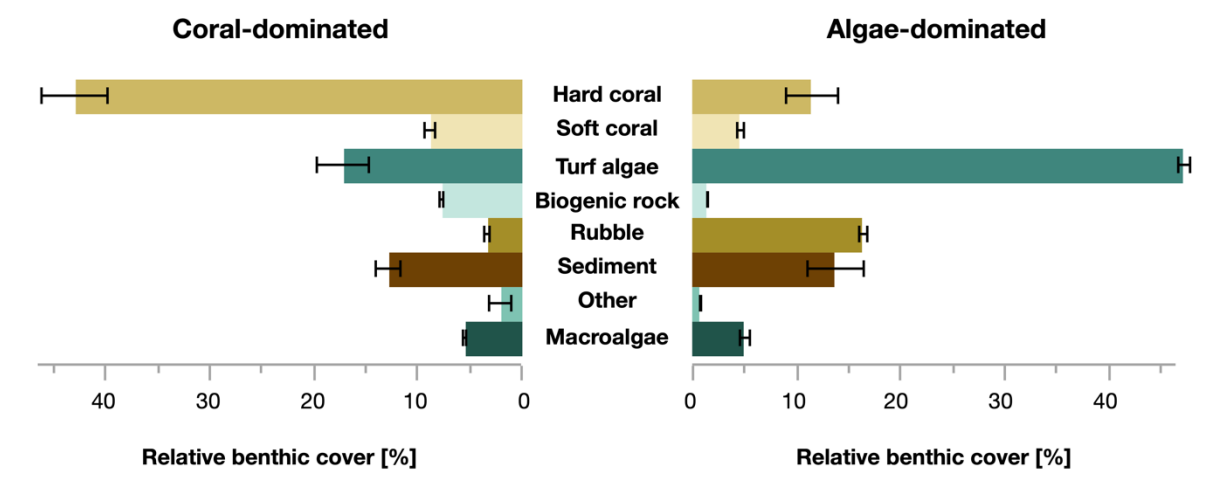 Coral-dominated
Algae-dominated
Hard coral
Soft coral
Turf algae
Biogenic rock
Rubble
Sediment
Other
Macroalgae
40 30 20 10 0
0 10 20 30 40
Relative benthic cover [%]
Relative benthic cover [%]